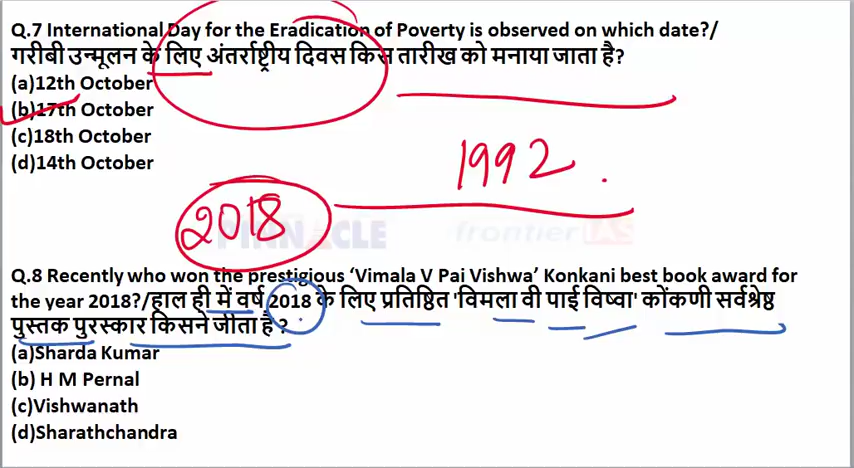 Q.7 International Day for the Eradication of Poverty is observed on which date?/
गरीबी उन्मूलन के लिए अंतर्राष्ट्रीय दिवस किस तारीख को मनाया जाता है?
(a)12th October
(b)17th October
(c)18th October
(d)14th October
1992
2018
PINNACLE frontier IAS
Q.8 Recently who won the prestigious ‘Vimala V Pai Vishwa’ Konkani best book award for
the year 2018?/हाल ही में वर्ष 2018 के लिए प्रतिष्ठित 'विमला वी पाई विष्वा' कोंकणी सर्वश्रेष्ठ
पुस्तक पुरस्कार किसने जीता है ?
(a)Sharda Kumar
(b) H M Pernal
(c)Vishwanath
(d)Sharathchandra